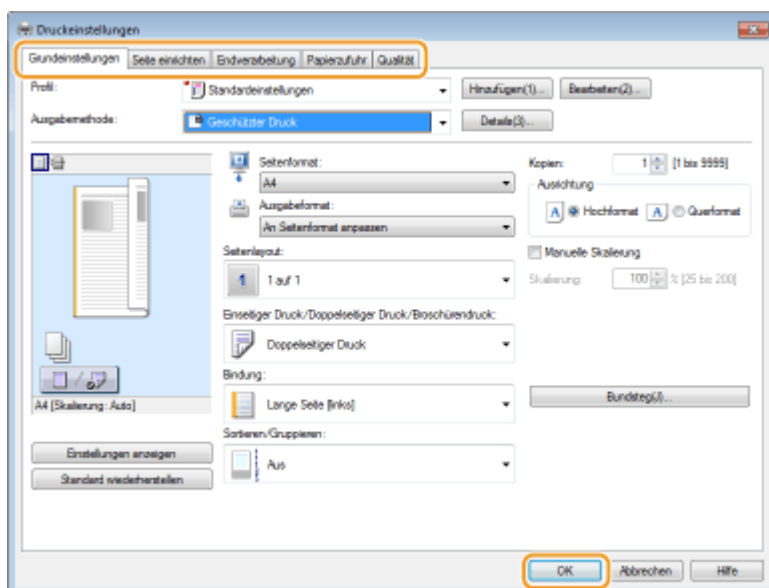 Druckeinstellungen
Grundeinstellungen Seite einrichten Endverarbeitung Papierzufuhr Qualität
Profil: Standardeinstellungen Hinzufügen(1)... Bearbeiten(2)...
Ausgabemethode: Geschützter Druck Details(3)...
Seitenformat: Kopien: 1 [1 bis 9999]
A4 Ausrichtung
Ausgabeformat: A Hochformat A Querformat
An Seitenformat anpassen
Seitenlayout: Manuelle Skalierung
1 1 auf 1 Skalierung: 100 % [25 bis 200]
Einseitiger Druck/Doppelseitiger Druck/Broschürendruck:
Doppelseitiger Druck
Bindung:
A4 [Skalierung: Auto] Lange Seite [links] Bundsteg(J)...
Sortieren/Gruppieren:
Einstellungen anzeigen Aus
Standard wiederherstellen
OK Abbrechen Hilfe